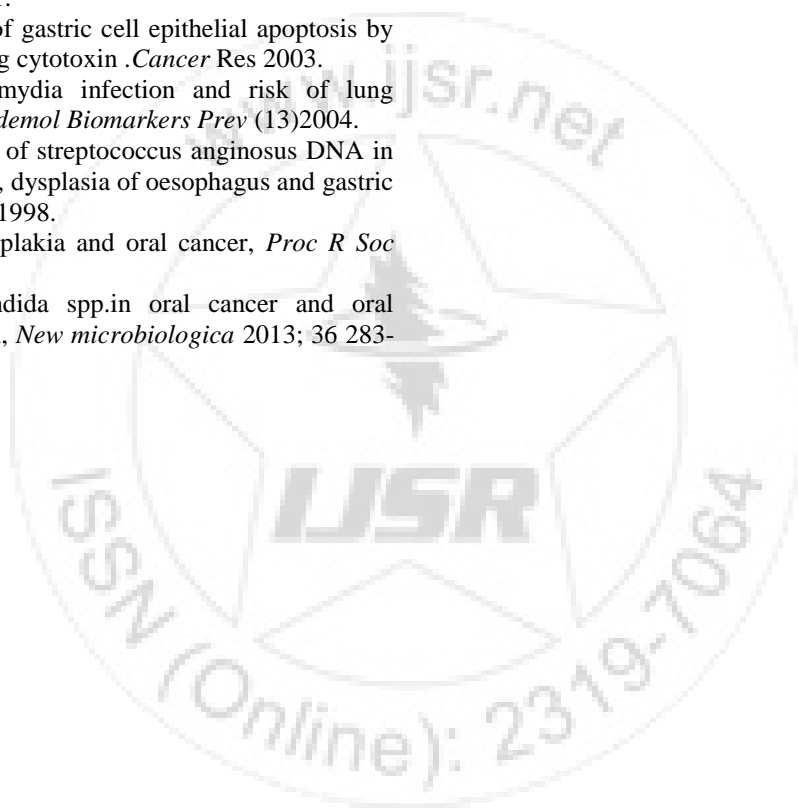 of gastric cell epithelial apoptosis by
g cytotoxin .Cancer Res 2003.
mydia infection and risk of lung
demol Biomarkers Prev (13)2004.
of streptococcus anginosus DNA in
, dysplasia of oesophagus and gastric
1998.
plakia and oral cancer, Proc R Soc
ndida spp.in oral cancer and oral
, New microbiologica 2013; 36 283-
www.ijsr.net
IJSR
ISSN (Online): 2319-7064